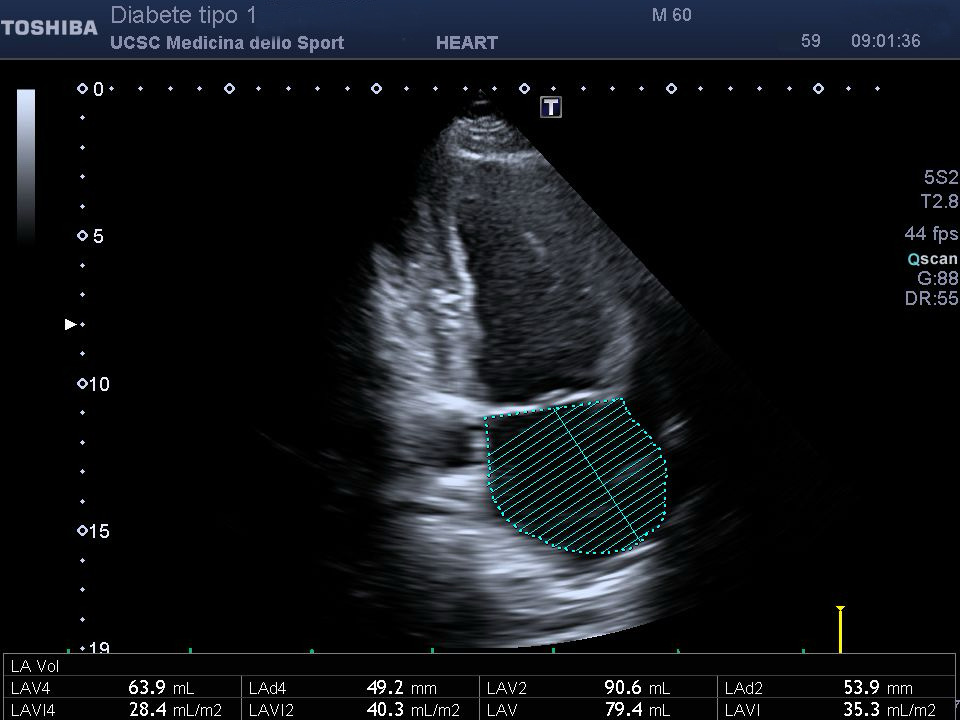 Diabete tipo 1
M 60
TOSHIBA
UCSC Medicina dello Sport
HEART
59 09:01:36
0
T
5S2
T2.8
5
44 fps
Qscan
G:88
DR:55
10
15
19
LA Vol
LAV4 63.9 mL LAd4 49.2 mm LAV2 90.6 mL LAd2 53.9 mm
LAVI4 28.4 mL/m2 LAVI2 40.3 mL/m2 LAV 79.4 mL LAVI 35.3 mL/m2